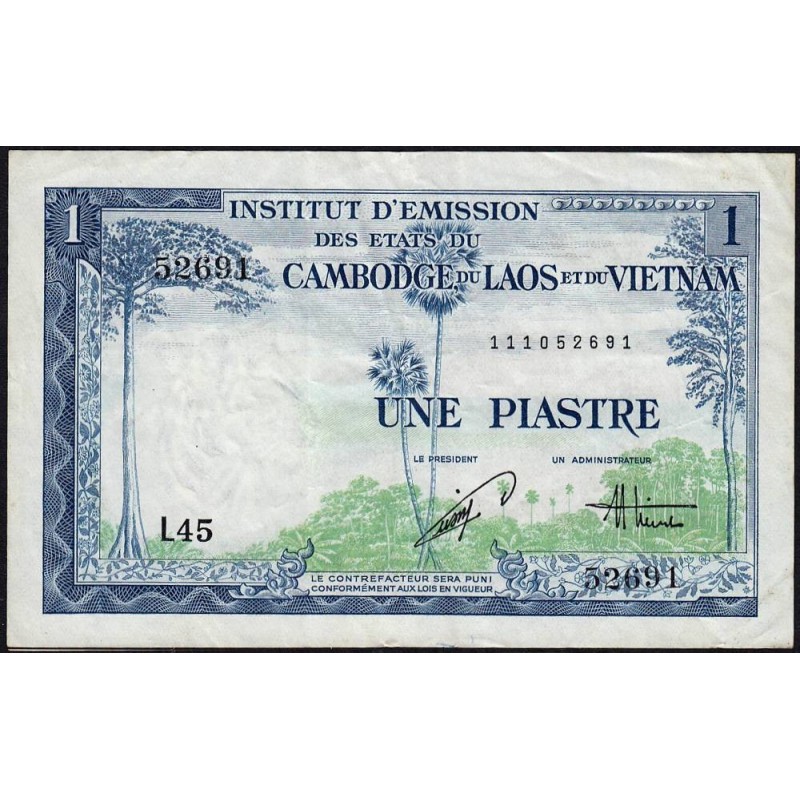 1
1
INSTITUT D'EMISSION
DES ETATS DU
52691
CAMBODGE DU LAOS ET DU VIETNAM
111052691
UNE PIASTRE
LE PRESIDENT
UN ADMINISTRATEUR
L45
52691
LE CONTREFACTEUR SERA PUNI
CONFORMÉMENT AUX LOIS EN VIGUEUR